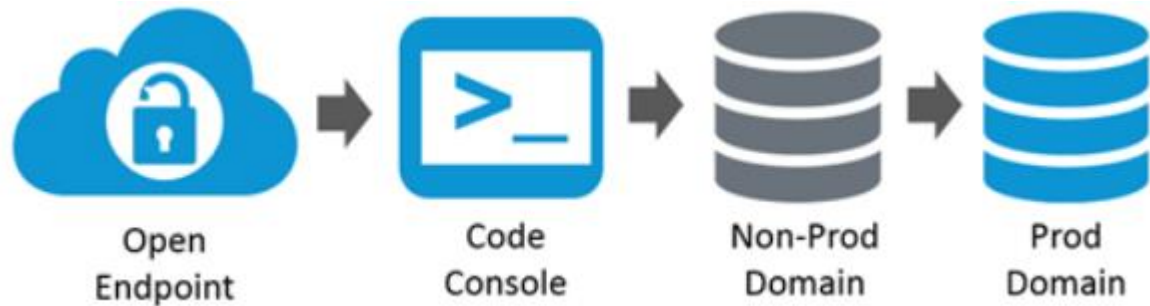 >_
Open
Endpoint
Code
Console
Non-Prod
Domain
Prod
Domain